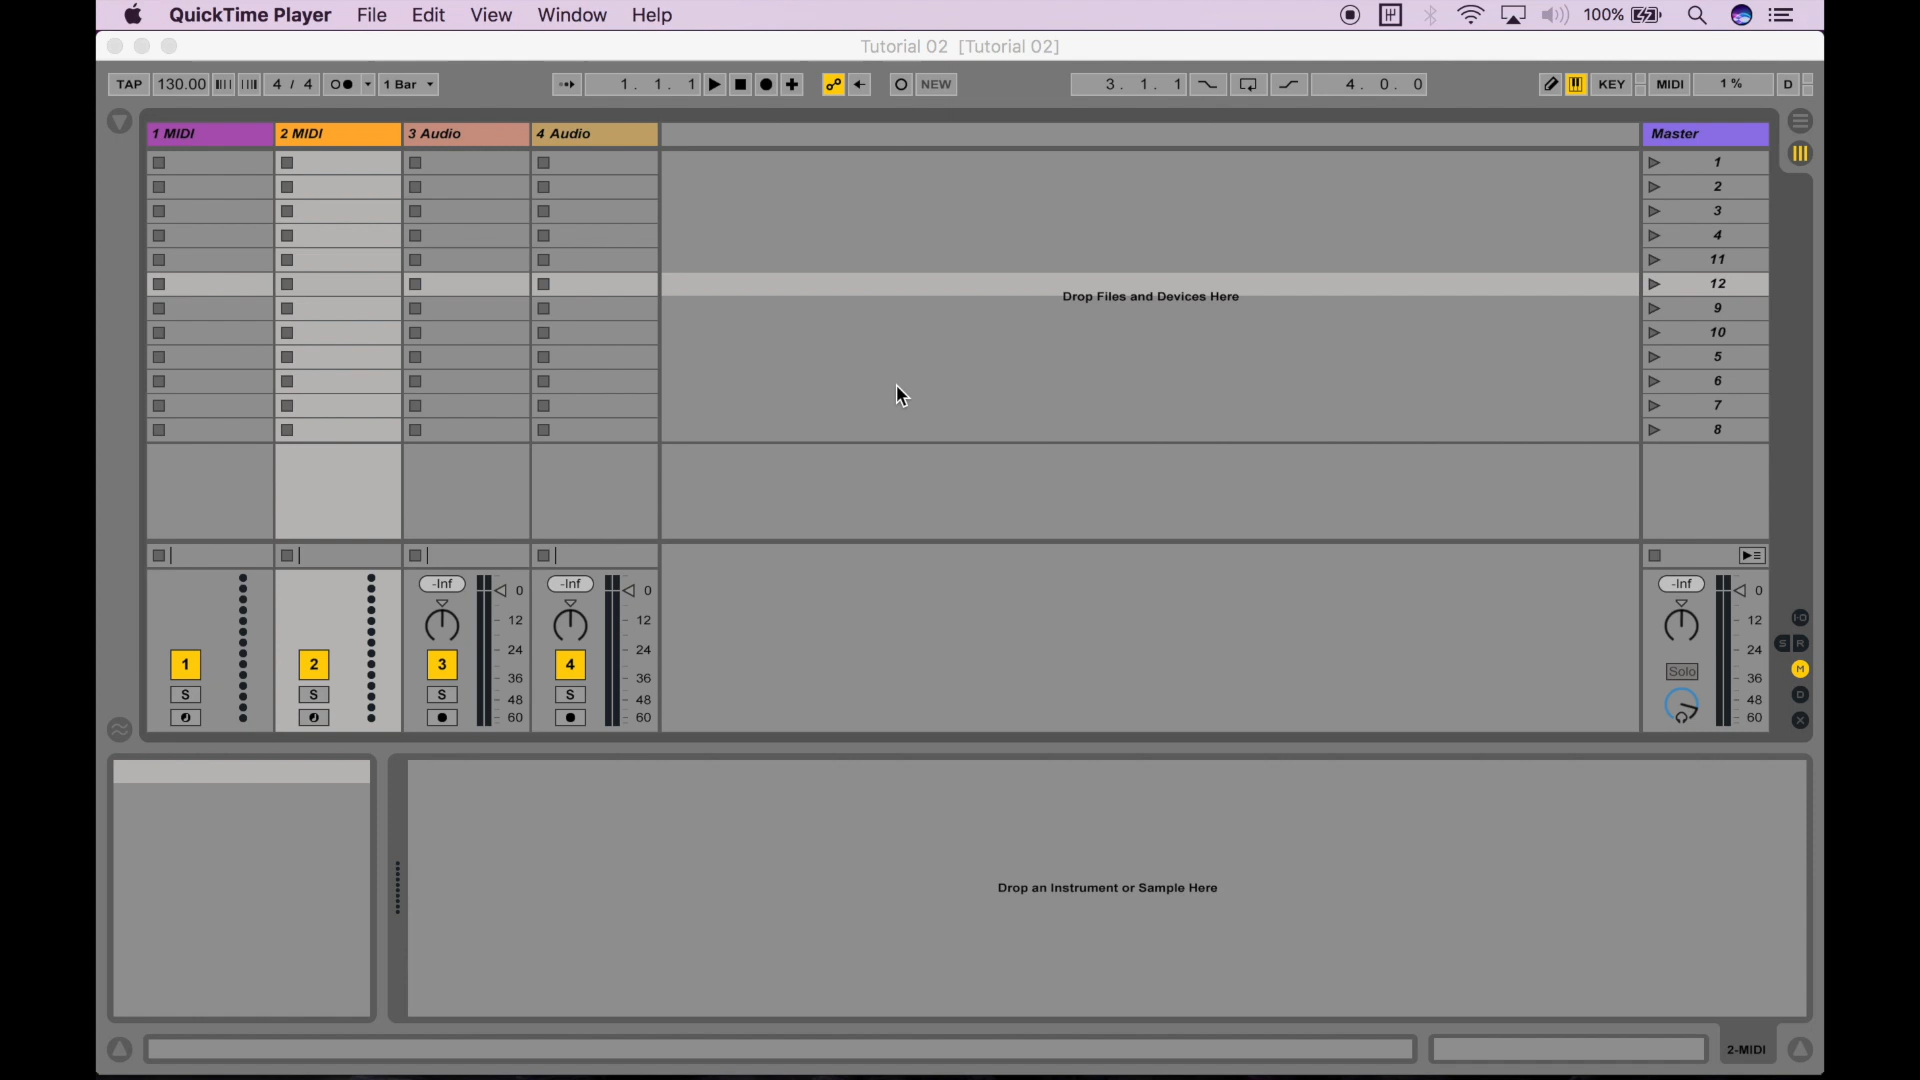 QuickTime Player File Edit View Window Help 100%
Tutorial 02 [Tutorial 02]
TAP 130.00 4 / 4 1 Bar 1. 1. 1 NEW 3. 1. 1 4. 0. 0 KEY MIDI 1 % D
1 MIDI 2 MIDI 3 Audio 4 Audio Master
1
2
3
4
11
12
Drop Files and Devices Here
9
10
5
6
7
8
-Inf -Inf -Inf
0 0 0
12 12 12 I-O
24 24 24 S R
1 2 3 4 Solo
36 36 36 M
S S S S 48 48 48 D
60 60 60 X
Drop an Instrument or Sample Here
2-MIDI